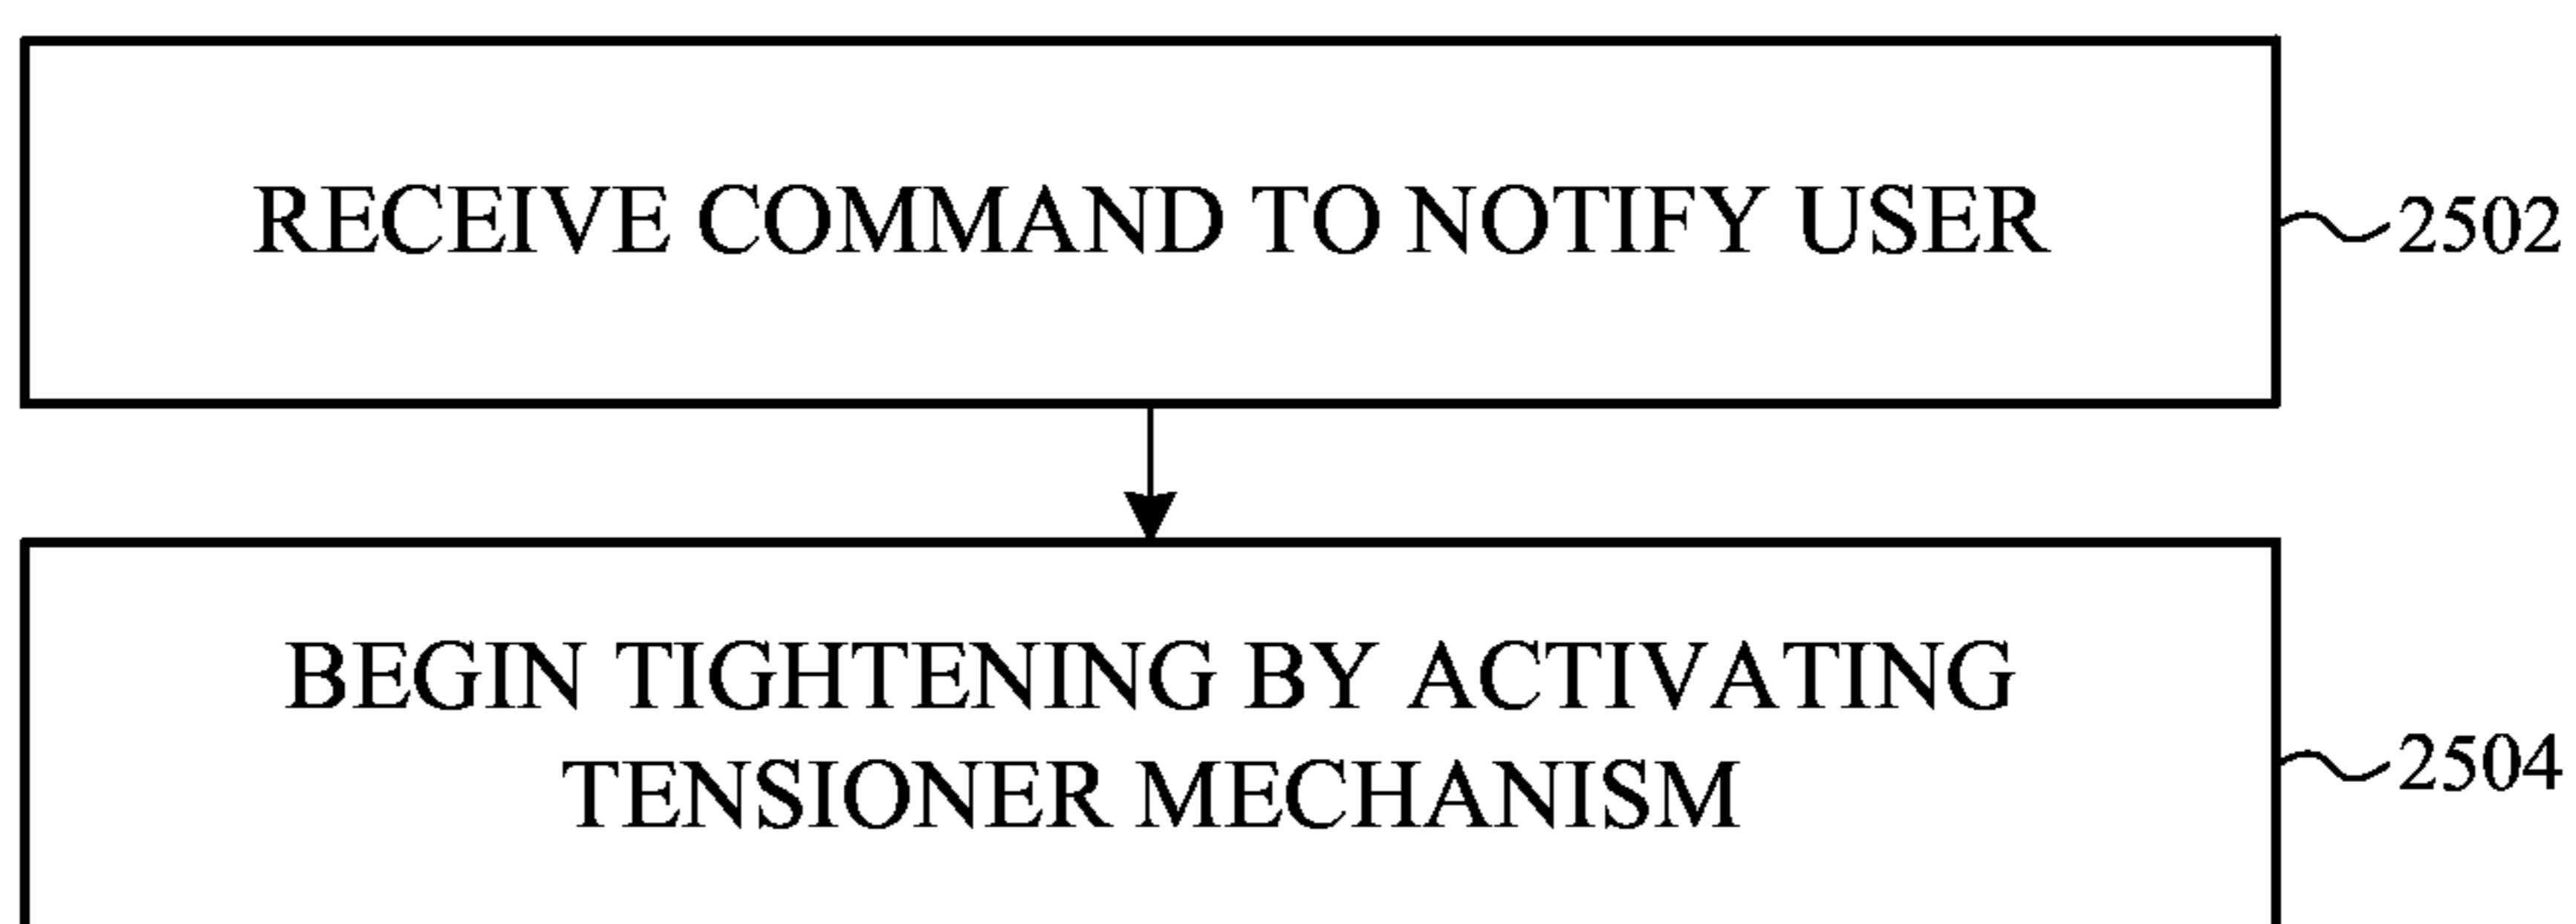 RECEIVE COMMAND TO NOTIFY USER
2502
BEGIN TIGHTENING BY ACTIVATING
TENSIONER MECHANISM
2504